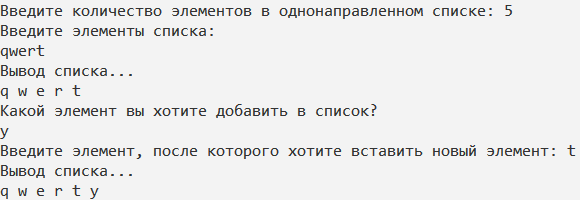 Введите количество элементов в однонаправленном списке: 5
Введите элементы списка:
qwert
Вывод списка...
q w e r t
Какой элемент вы хотите добавить в список?
y
Введите элемент, после которого хотите вставить новый элемент: t
Вывод списка...
q w e r t y